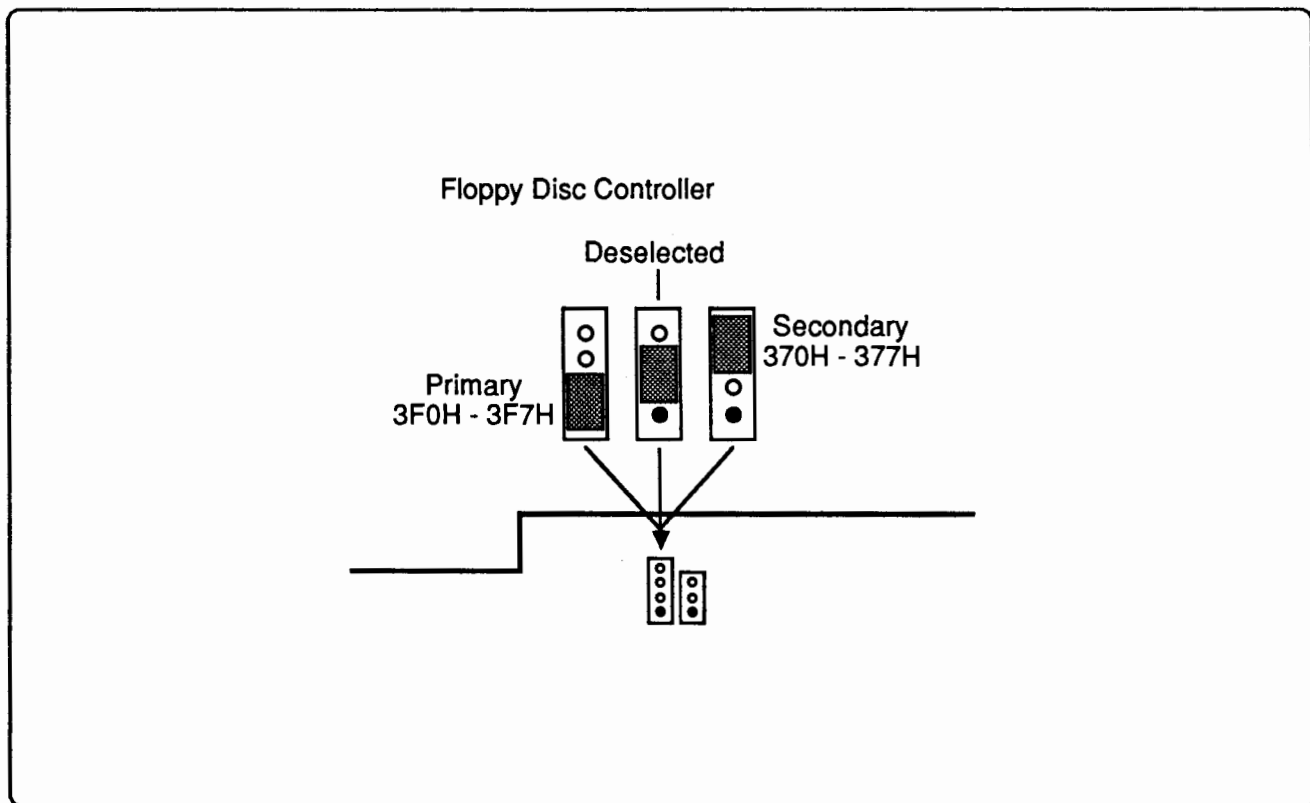 Floppy Disc Controller
Deselected
Secondary
370H - 377H
Primary
3F0H - 3F7H